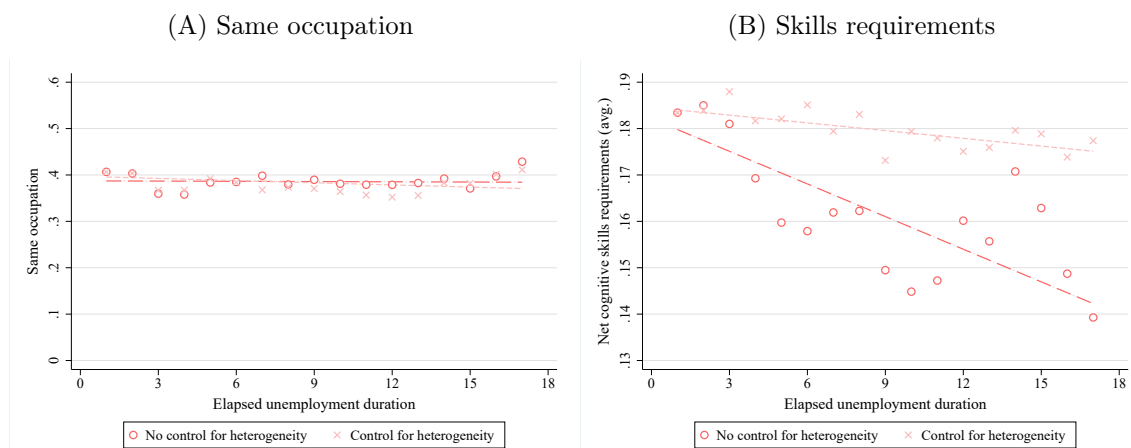 (A) Same occupation
Same occupation
.6
.5
.4
.3
.2
.1
0
0 3 6 9 12 15 18
Elapsed unemployment duration
No control for heterogeneity Control for heterogeneity
(B) Skills requirements
Net cognitive skills requirements (avg.)
.19
.18
.17
.16
.15
.14
.13
0 3 6 9 12 15 18
Elapsed unemployment duration
No control for heterogeneity Control for heterogeneity